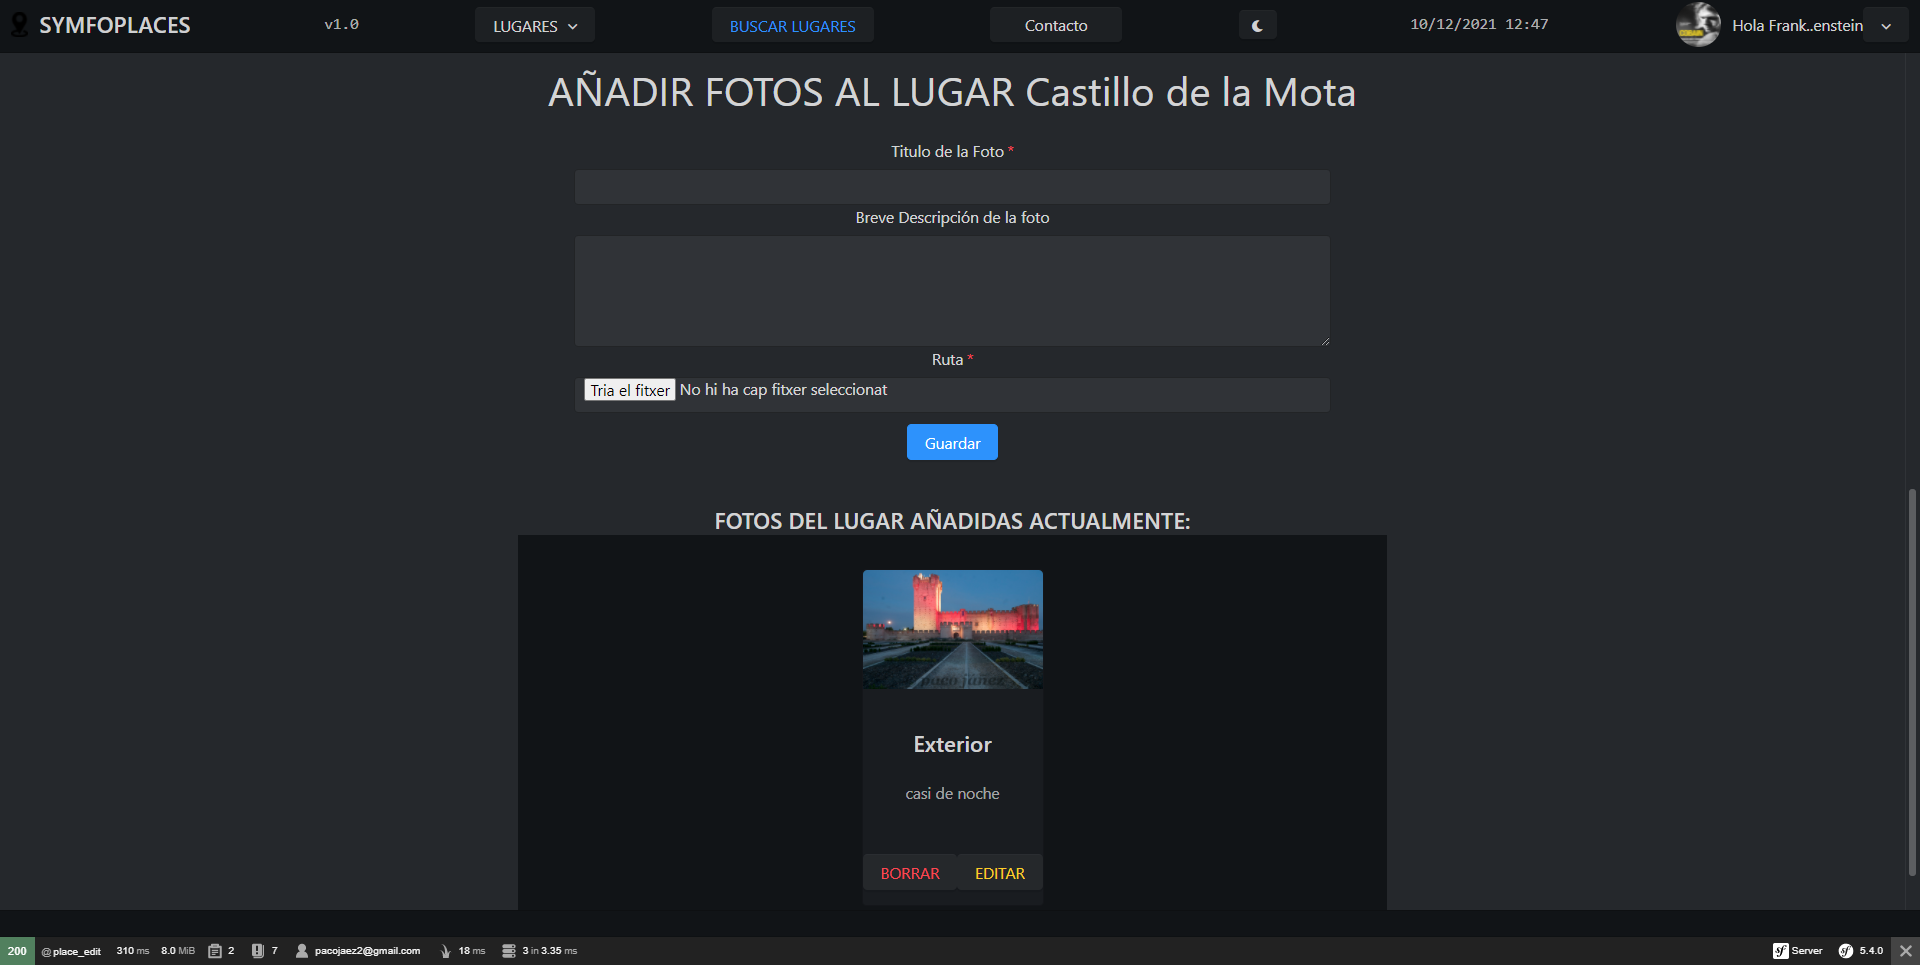 SYMFOPLACES v1.0 LUGARES BUSCAR LUGARES Contacto 10/12/2021 12:47 Hola Frank..enstein
AÑADIR FOTOS AL LUGAR Castillo de la Mota
Titulo de la Foto *
Breve Descripción de la foto
Ruta *
Tria el fitxer No hi ha cap fitxer seleccionat
Guardar
FOTOS DEL LUGAR AÑADIDAS ACTUALMENTE:
paco júñez
Exterior
casi de noche
BORRAR EDITAR
200 @ place_edit 310 ms 8.0 MiB 2 7 pacojaez2@gmail.com 18 ms 3 in 3.35 ms sf Server sf 5.4.0